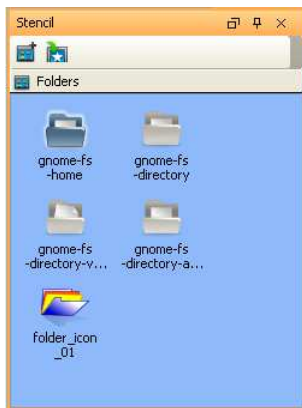 Stencil
Folders
gnome-fs
-home
gnome-fs
-directory
gnome-fs
-directory-v...
gnome-fs
-directory-a...
folder_icon
_01